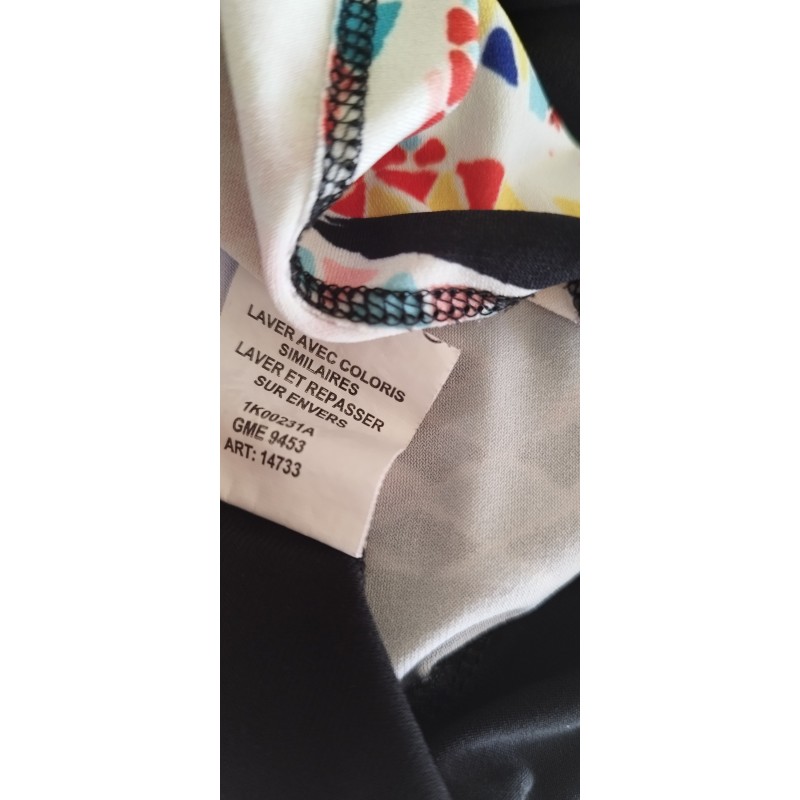 LAVER AVEC COLORIS
SIMILAIRES
LAVER ET REPASSER
SUR ENVERS
1K00231A
GME 9453
ART: 14733